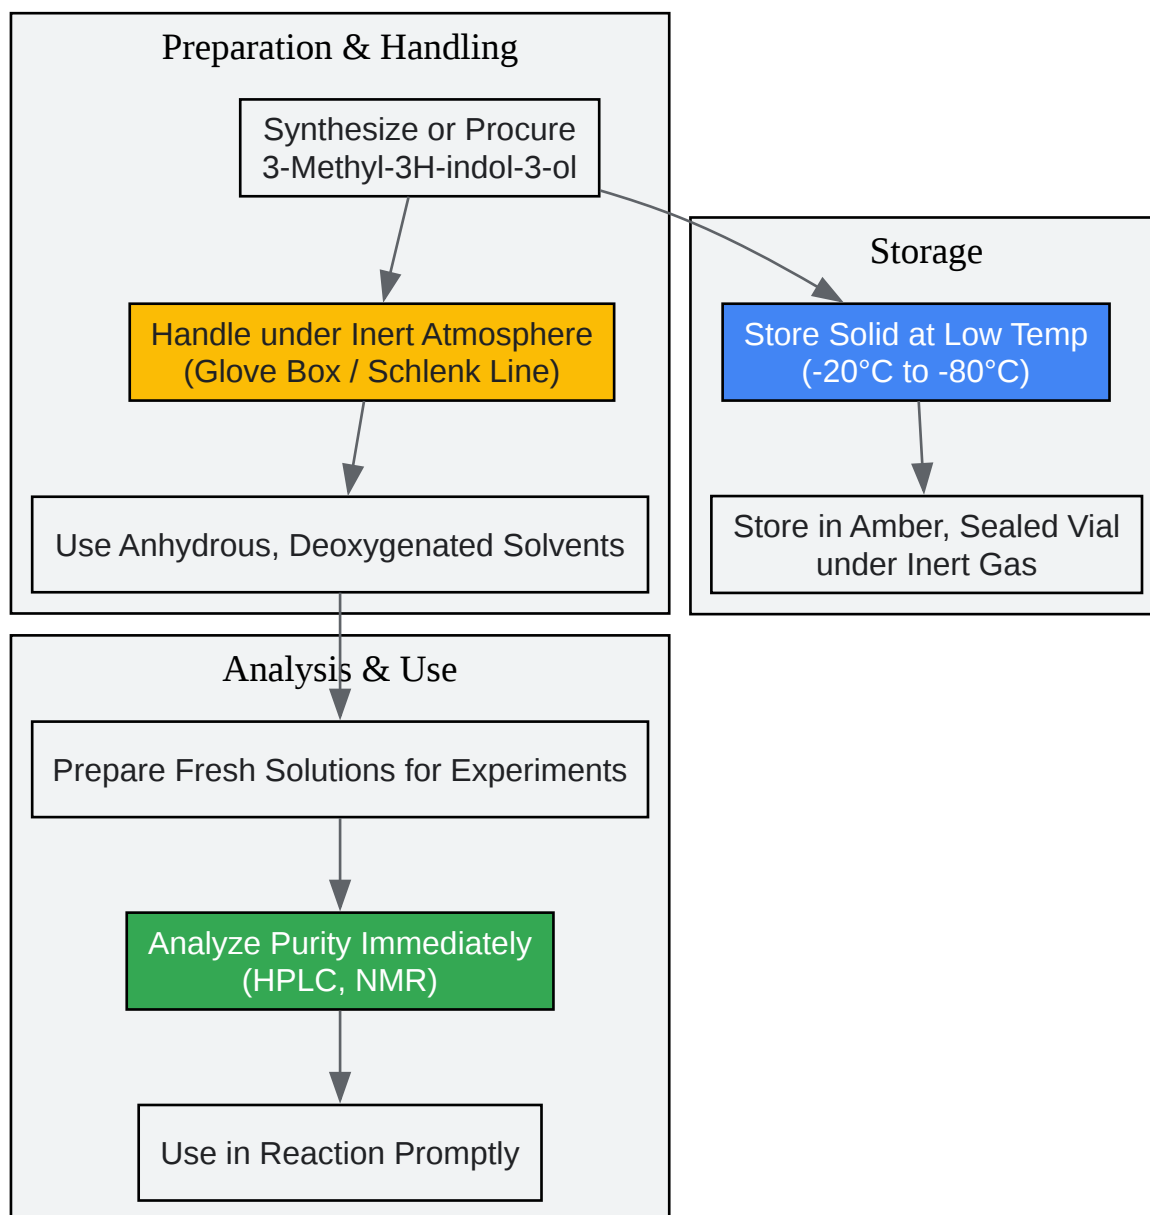 Preparation & Handling
Synthesize or Procure
3-Methyl-3H-indol-3-ol
Handle under Inert Atmosphere
(Glove Box / Schlenk Line)
Use Anhydrous, Deoxygenated Solvents
Storage
Store Solid at Low Temp
(-20°C to -80°C)
Store in Amber, Sealed Vial
under Inert Gas
Analysis & Use
Prepare Fresh Solutions for Experiments
Analyze Purity Immediately
(HPLC, NMR)
Use in Reaction Promptly